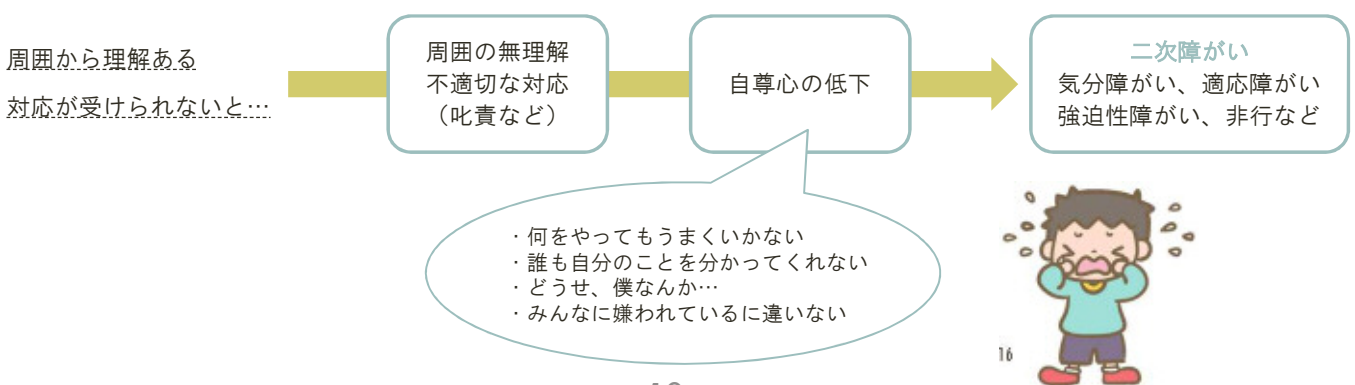 周囲から理解ある
対応が受けられないと…
周囲の無理解
不適切な対応
（叱責など）
自尊心の低下
二次障がい
気分障がい、適応障がい
強迫性障がい、非行など
・何をやってもうまくいかない
・誰も自分のことを分かってくれない
・どうせ、僕なんか…
・みんなに嫌われているに違いない
16